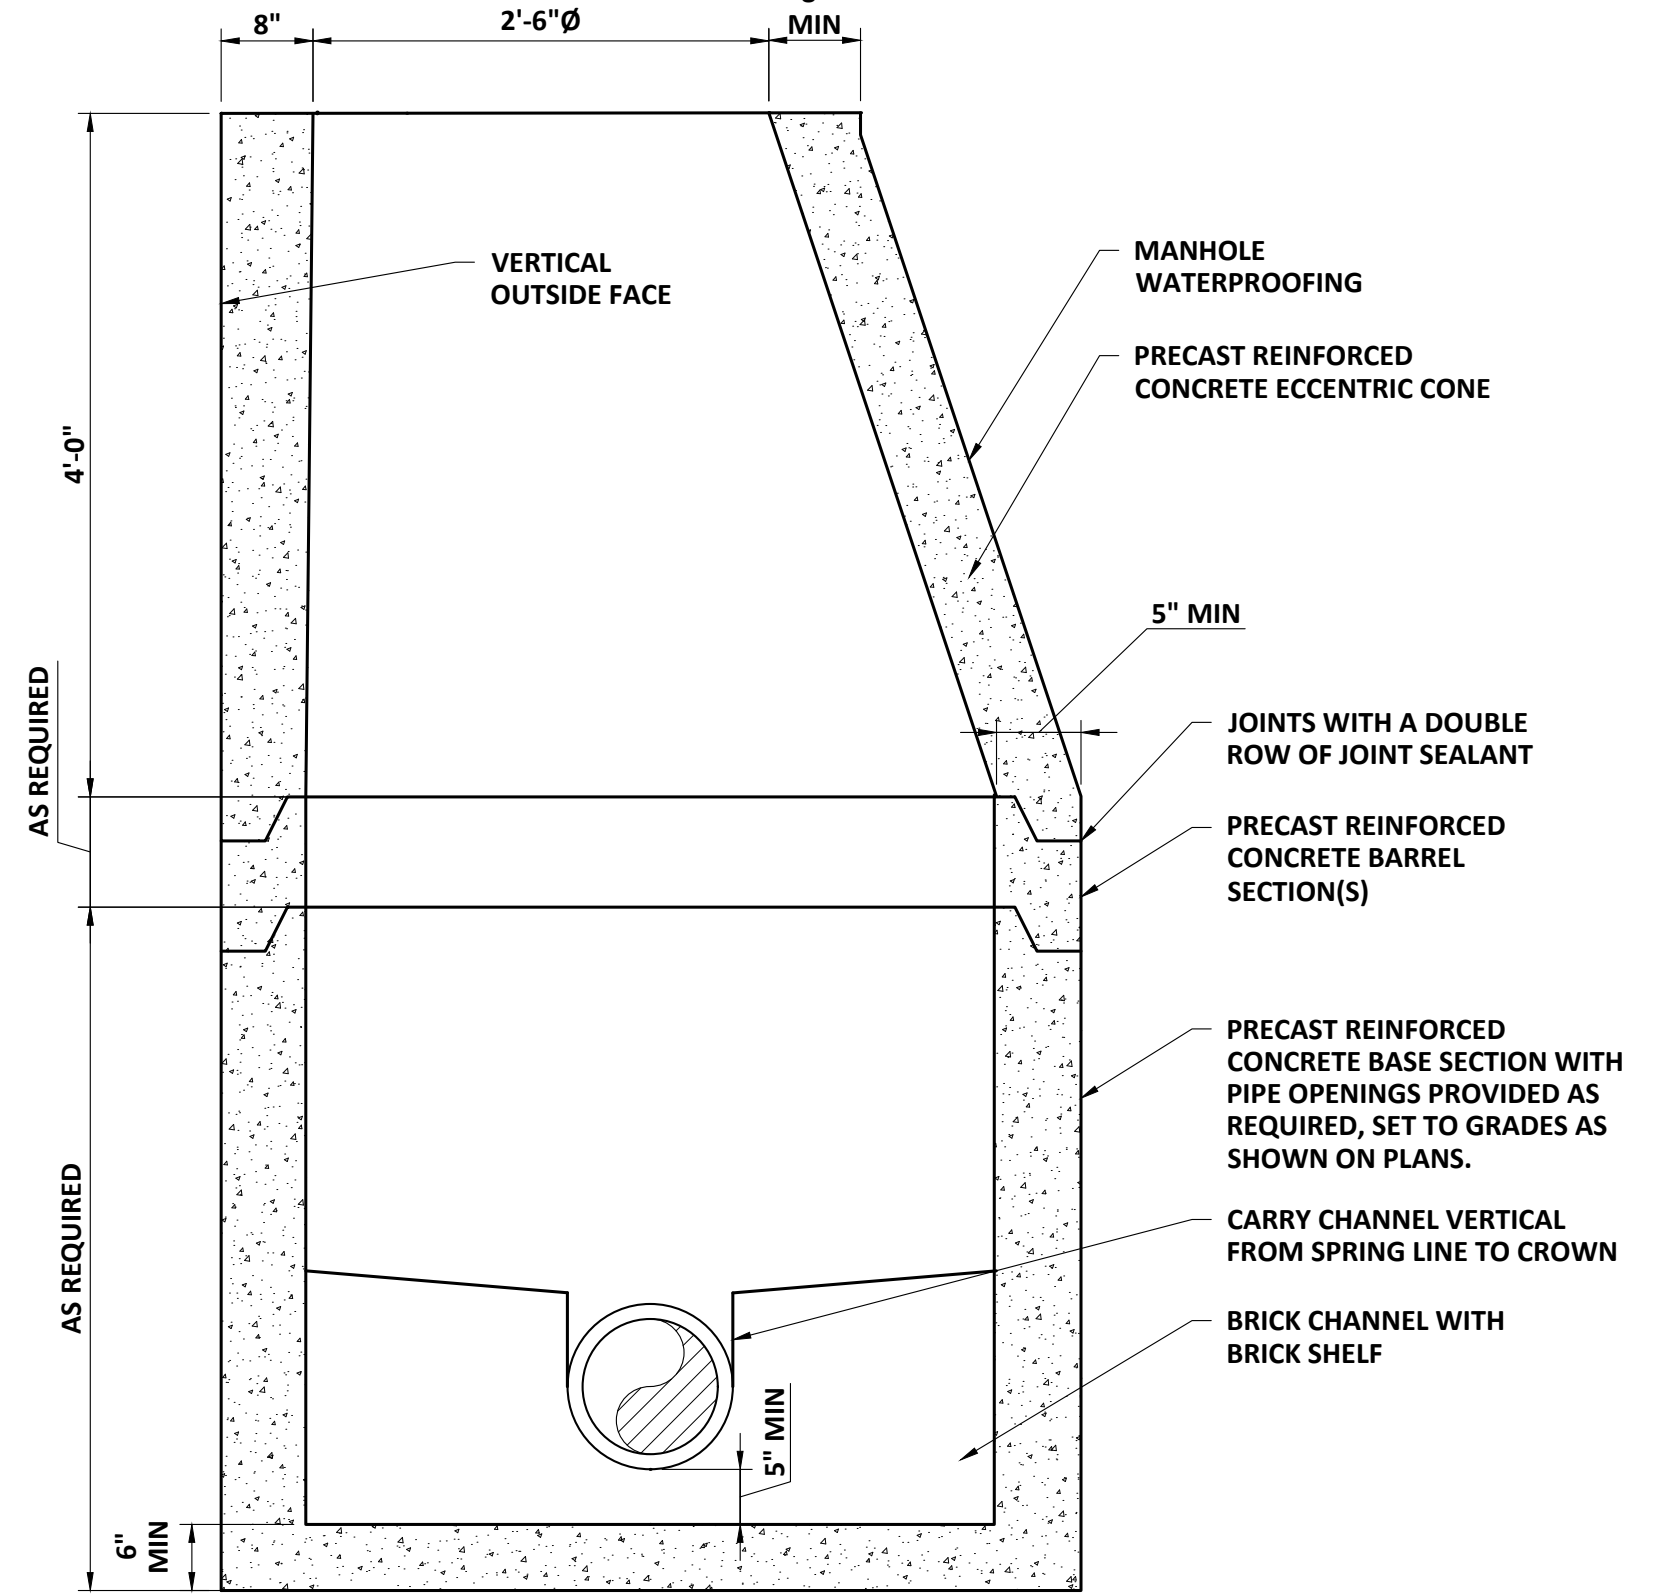 8"
2'-6"Ø
MIN
VERTICAL
OUTSIDE FACE
MANHOLE
WATERPROOFING
PRECAST REINFORCED
CONCRETE ECCENTRIC CONE
4'-0"
5" MIN
AS REQUIRED
JOINTS WITH A DOUBLE
ROW OF JOINT SEALANT
PRECAST REINFORCED
CONCRETE BARREL
SECTION(S)
PRECAST REINFORCED
CONCRETE BASE SECTION WITH
PIPE OPENINGS PROVIDED AS
REQUIRED, SET TO GRADES AS
SHOWN ON PLANS.
AS REQUIRED
CARRY CHANNEL VERTICAL
FROM SPRING LINE TO CROWN
BRICK CHANNEL WITH
BRICK SHELF
5" MIN
6"
MIN